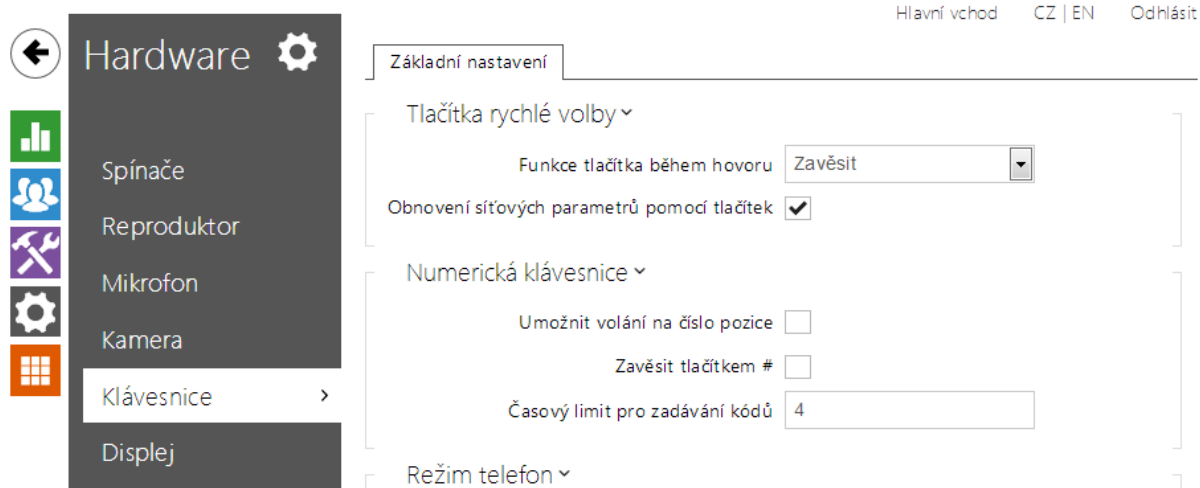 Hlavní vchod CZ | EN Odhlásit
Hardware
Spínače
Reproduktor
Mikrofon
Kamera
Klávesnice
Displej
Základní nastavení
Tlačítka rychlé volby
Funkce tlačítka během hovoru Zavěsit
Obnovení síťových parametrů pomocí tlačítek
Numerická klávesnice
Umožnit volání na číslo pozice
Zavěsit tlačítkem #
Časový limit pro zadávání kódů 4
Režim telefon